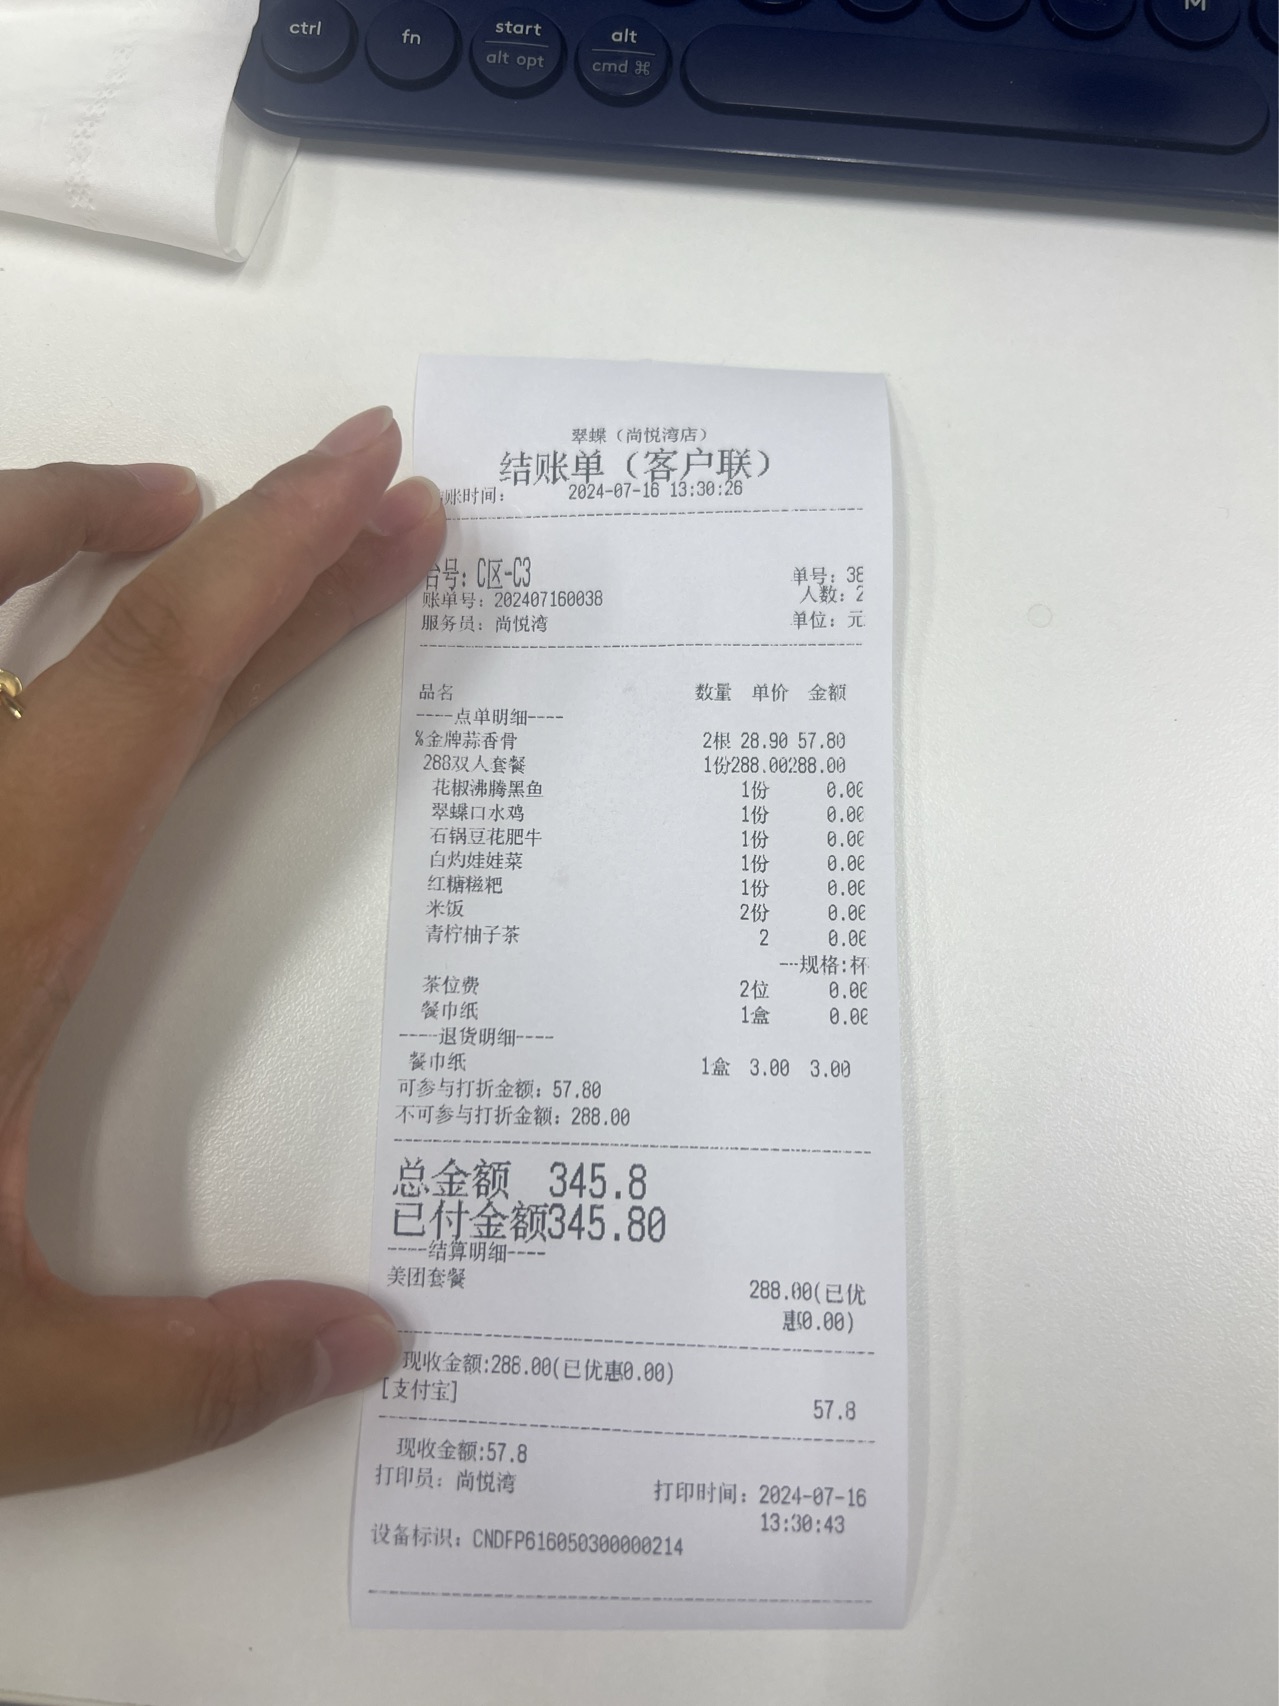 ctrl fn start alt M
alt opt cmd ⌘
翠蝶（尚悦湾店）
结账单（客户联）
账时间： 2024-07-16 13:30:26
台号: C区-C3
单号: 38
账单号: 202407160038
人数: 2
服务员: 尚悦湾
单位: 元
品名 数量 单价 金额
----点单明细----
%金牌蒜香骨 2根 28.90 57.80
288双人套餐 1份288.00288.00
花椒沸腾黑鱼 1份 0.00
翠蝶口水鸡 1份 0.00
石锅豆花肥牛 1份 0.00
白灼娃娃菜 1份 0.00
红糖糍粑 1份 0.00
米饭 2份 0.00
青柠柚子茶 2 0.00
---规格:杯
茶位费 2位 0.00
餐巾纸 1盒 0.00
----退货明细----
餐巾纸 1盒 3.00 3.00
可参与打折金额: 57.80
不可参与打折金额: 288.00
总金额 345.8
已付金额345.80
----结算明细----
美团套餐 288.00(已优
惠0.00)
现收金额:288.00(已优惠0.00)
[支付宝] 57.8
现收金额:57.8
打印员: 尚悦湾 打印时间: 2024-07-16
13:30:43
设备标识: CNDFP616050300000214